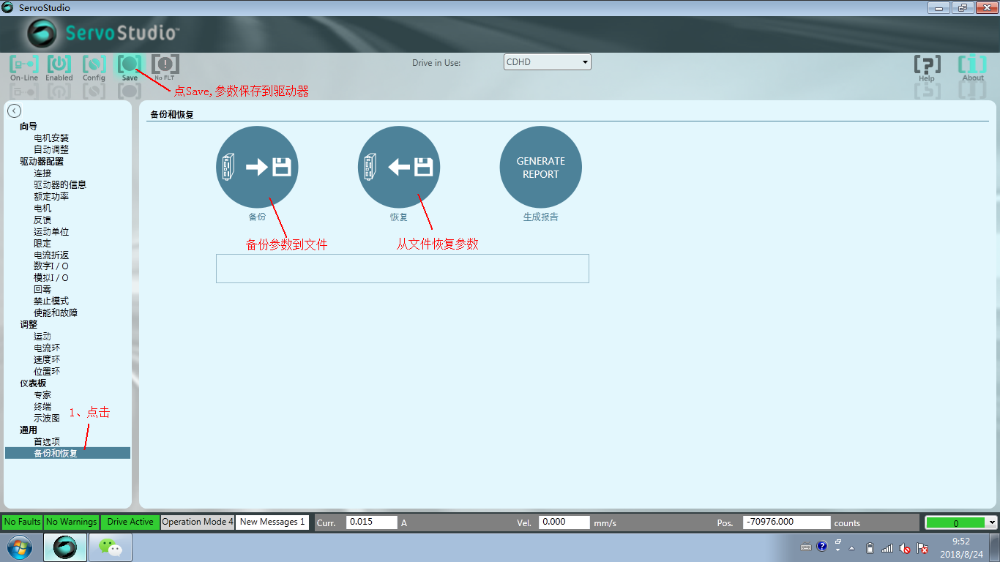 ServoStudio
ServoStudio™
On-Line
Enabled
Config
Save
No FLT
Drive in Use:
CDHD
Help
About
点Save,参数保存到驱动器
向导
电机安装
自动调整
驱动器配置
连接
驱动器的信息
额定功率
电机
反馈
运动单位
限定
电流折返
数字I / O
模拟I / O
回零
禁止模式
使能和故障
调整
运动
电流环
速度环
位置环
仪表板
专家
终端
示波图
通用
首选项
备份和恢复
1、点击
备份和恢复
GENERATE
REPORT
备份
恢复
生成报告
备份参数到文件
从文件恢复参数
No Faults
No Warnings
Drive Active
Operation Mode 4
New Messages 1
Curr.
0.015
A
Vel.
0.000
mm/s
Pos.
-70976.000
counts
0
9:52
2018/8/24